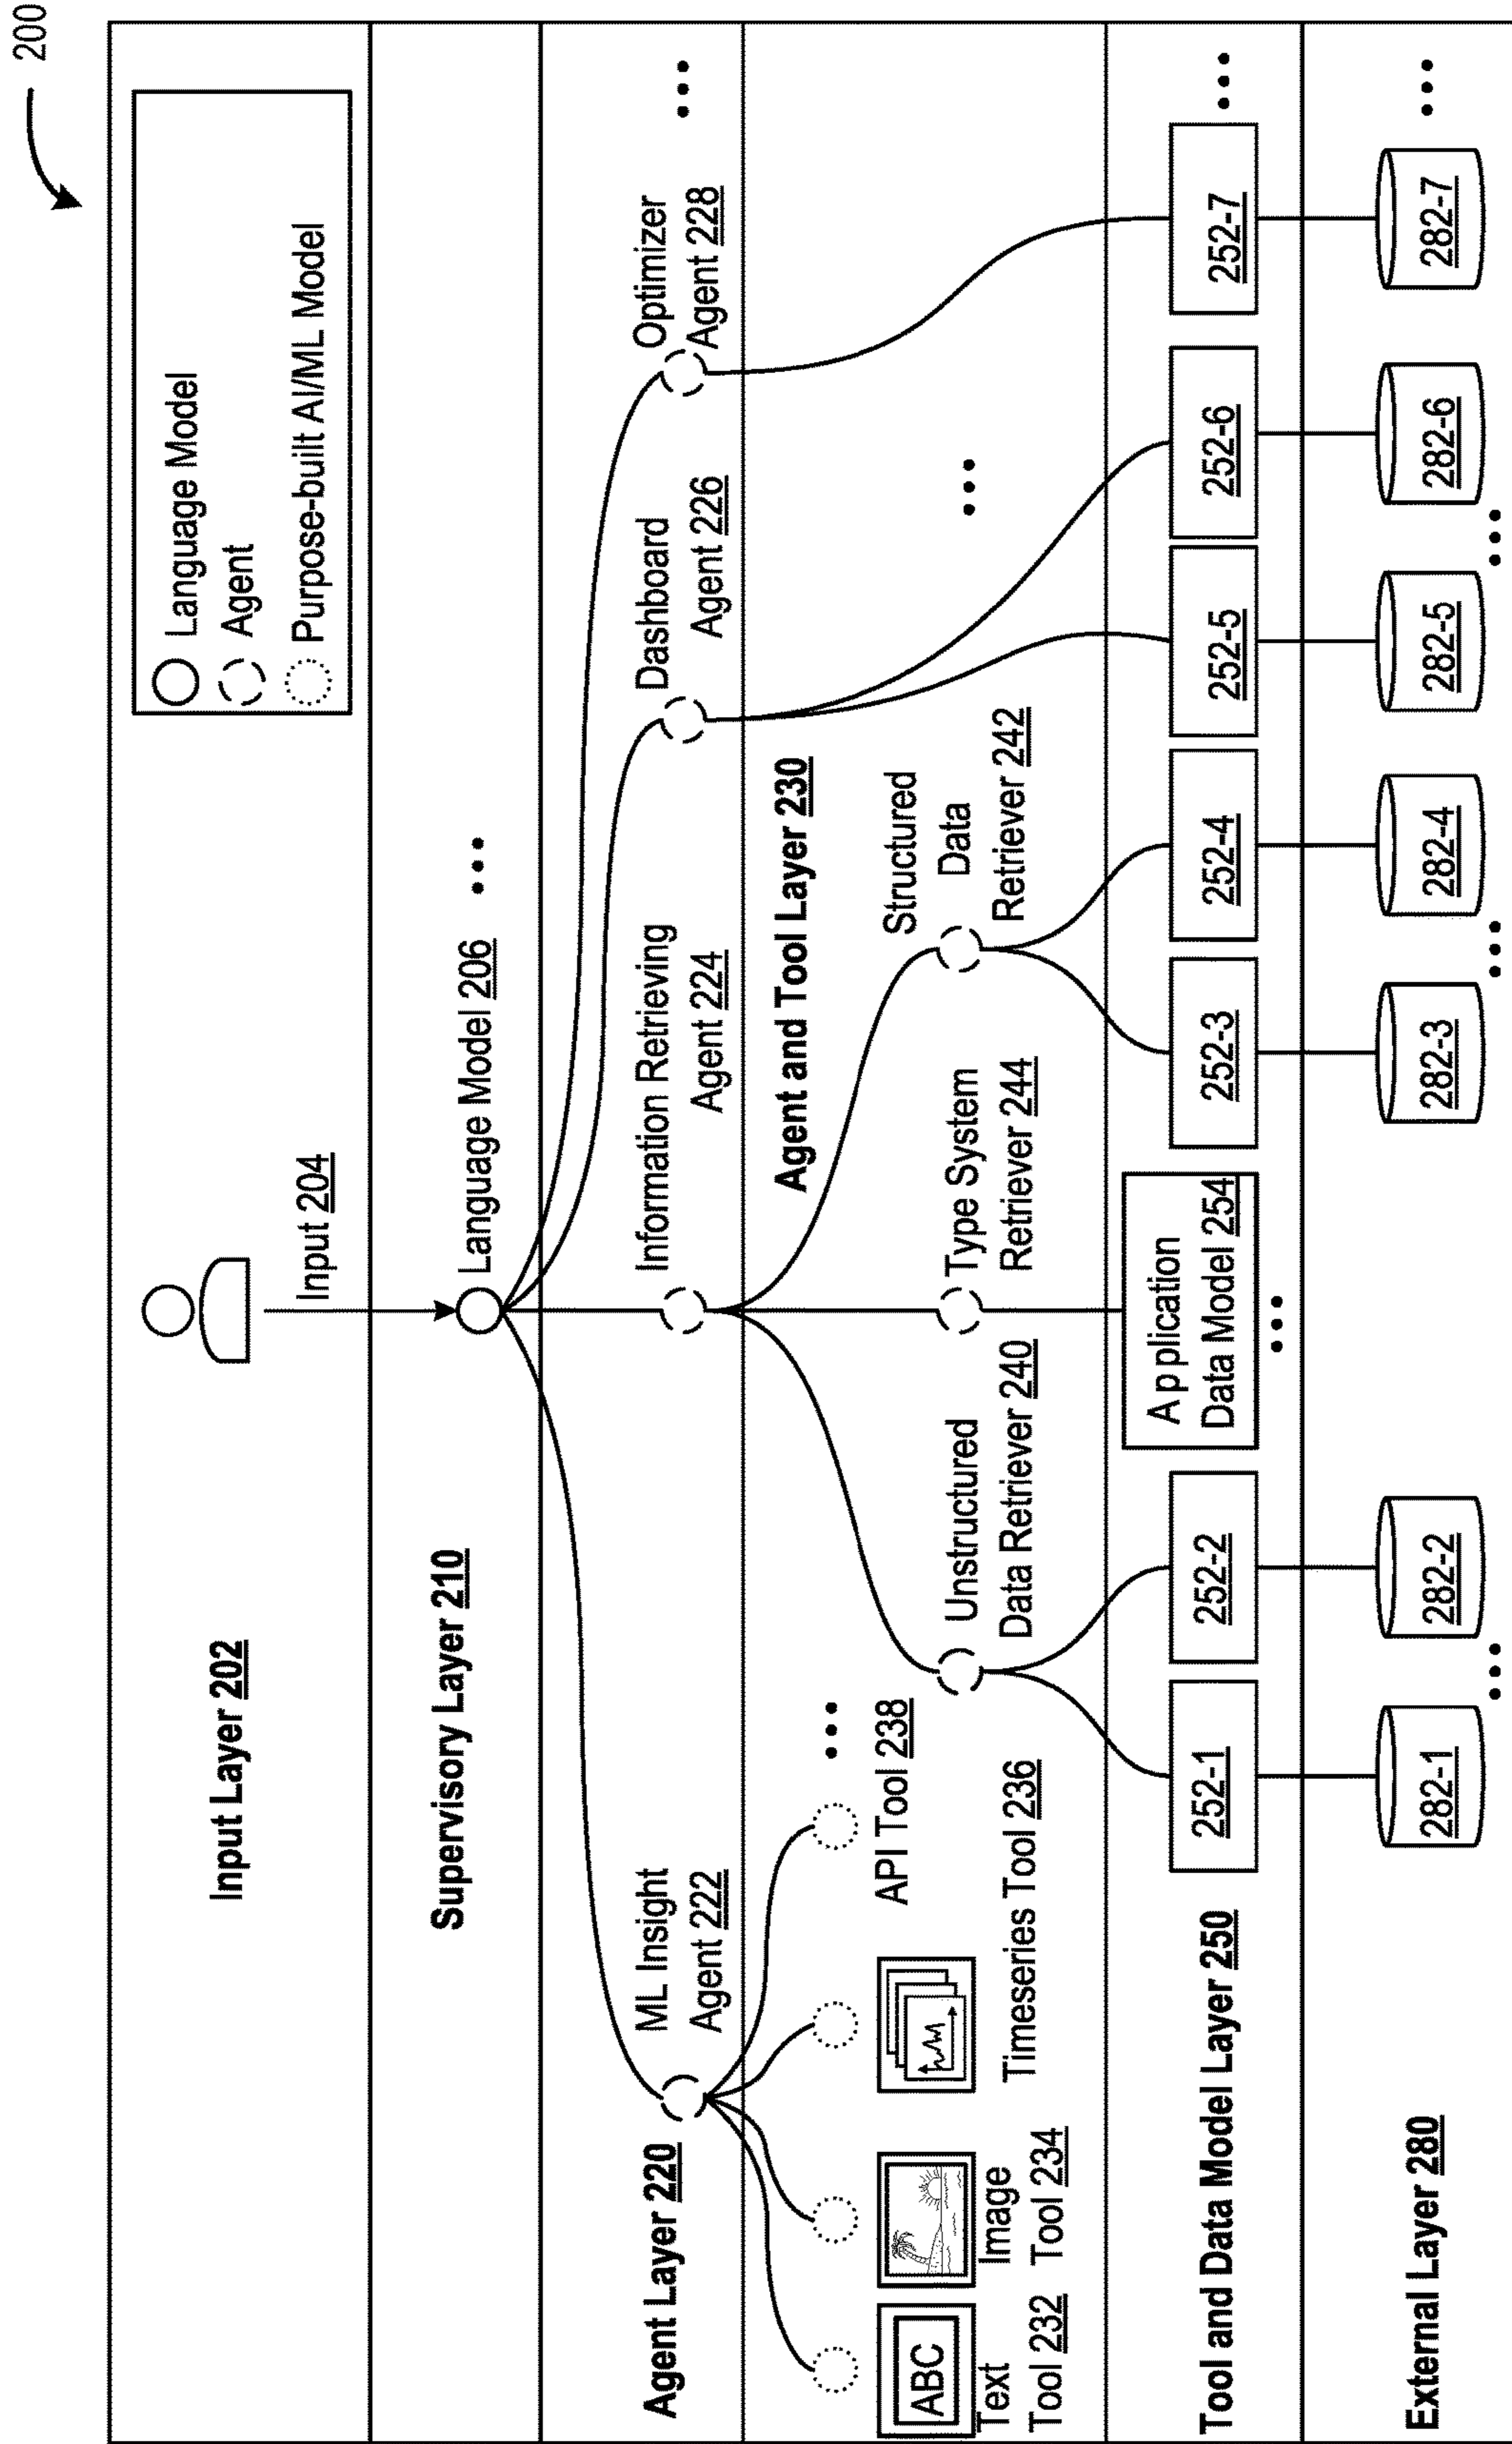 200
Language Model
Agent
Purpose-built AI/ML Model
Input Layer 202
Input 204
Supervisory Layer 210
Language Model 206
...
Agent Layer 220
ML Insight
Agent 222
Information Retrieving
Agent 224
Dashboard
Agent 226
Optimizer
Agent 228
...
Agent and Tool Layer 230
...
ABC
Text
Tool 232
Image
Tool 234
Timeseries Tool 236
API Tool 238
Unstructured
Data Retriever 240
Type System
Retriever 244
Structured
Data
Retriever 242
...
Tool and Data Model Layer 250
252-1
252-2
Application
Data Model 254
...
252-3
252-4
252-5
252-6
252-7
...
External Layer 280
282-1
...
282-2
282-3
...
282-4
282-5
...
282-6
282-7
...